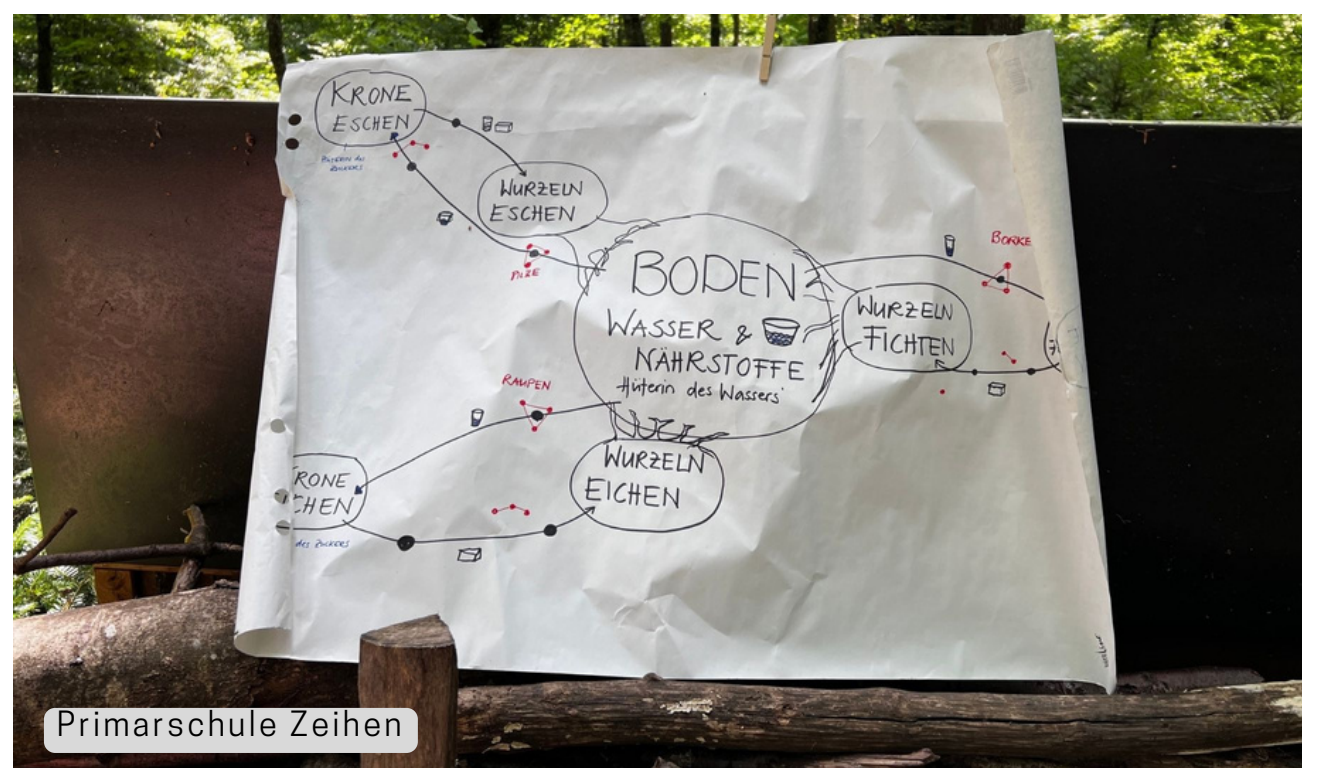 KRONE
ESCHEN
Hüterin des
Zuckers
WURZELN
ESCHEN
PILZE
BODEN
WASSER &
NÄHRSTOFFE
Hüterin des Wassers
BORKE
WURZELN
FICHTEN
RAUPEN
RONE
CHEN
des Zuckers
WURZELN
EICHEN
Primarschule Zeihen